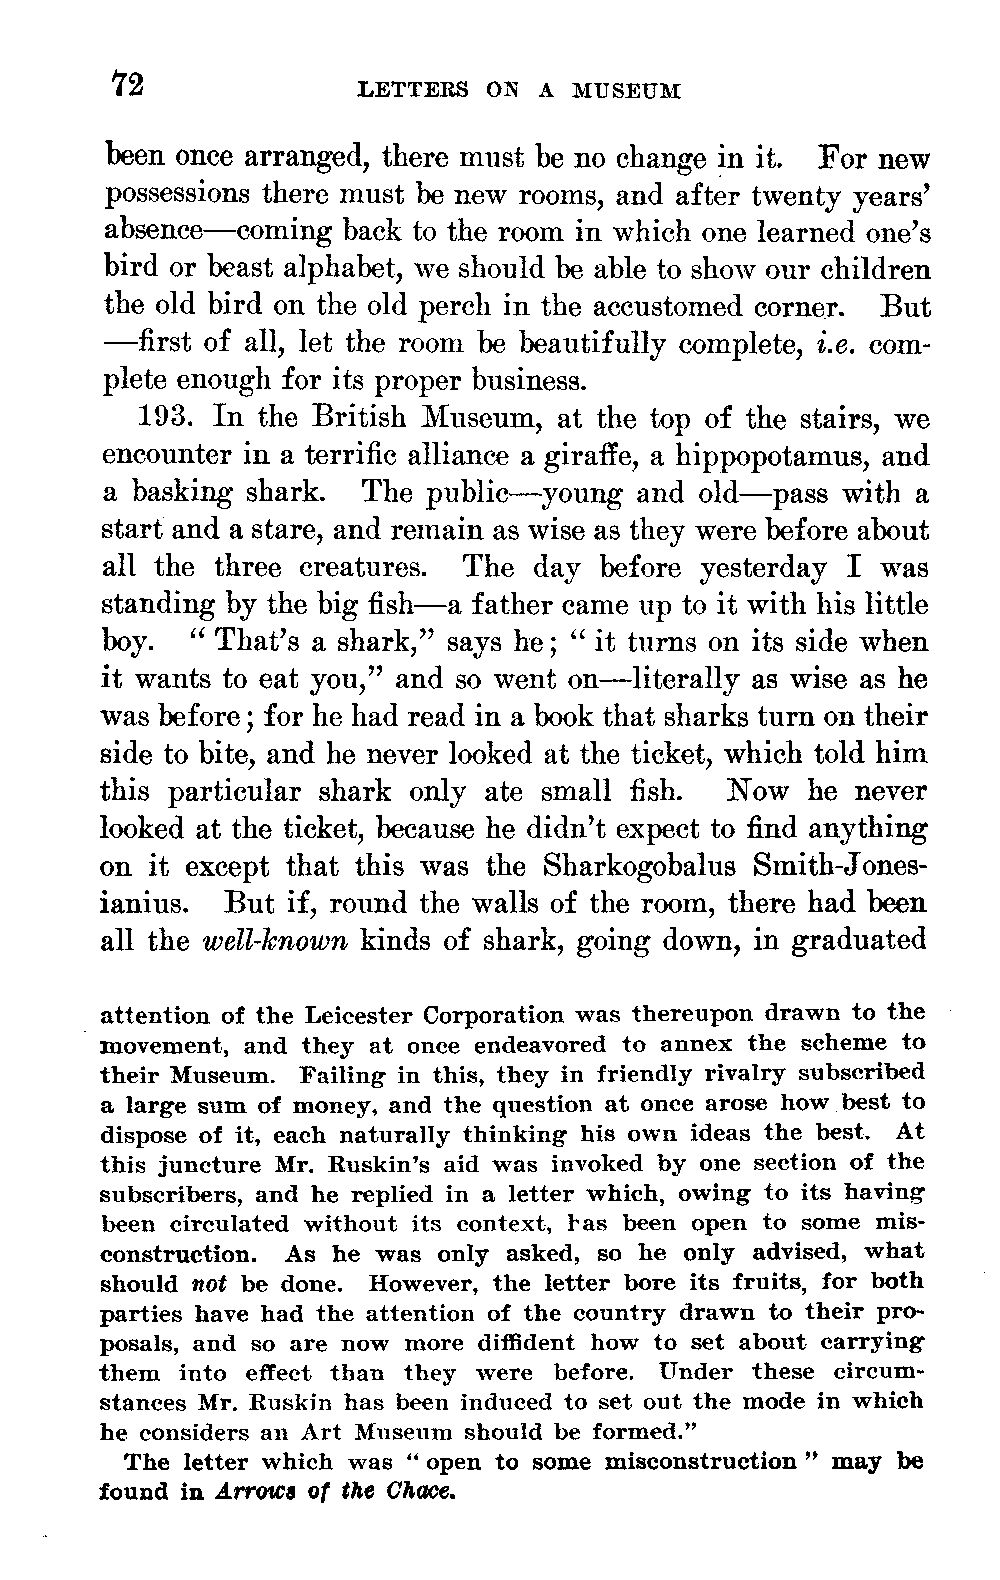 72 LETTERS ON A MUSEUM
been once arranged, there must be no change in it. For new
possessions there must be new rooms, and after twenty years'
absence—coming back to the room in which one learned one's
bird or beast alphabet, we should be able to show our children
the old bird on the old perch in the accustomed corner. But
—first of all, let the room be beautifully complete, i.e. com-
plete enough for its proper business.
193. In the British Museum, at the top of the stairs, we
encounter in a terrific alliance a giraffe, a hippopotamus, and
a basking shark. The public—young and old—pass with a
start and a stare, and remain as wise as they were before about
all the three creatures. The day before yesterday I was
standing by the big fish—a father came up to it with his little
boy. “ That's a shark,” says he; “ it turns on its side when
it wants to eat you,” and so went on—literally as wise as he
was before; for he had read in a book that sharks turn on their
side to bite, and he never looked at the ticket, which told him
this particular shark only ate small fish. Now he never
looked at the ticket, because he didn't expect to find anything
on it except that this was the Sharkogobalus Smith-Jones-
ianius. But if, round the walls of the room, there had been
all the well-known kinds of shark, going down, in graduated
attention of the Leicester Corporation was thereupon drawn to the
movement, and they at once endeavored to annex the scheme to
their Museum. Failing in this, they in friendly rivalry subscribed
a large sum of money, and the question at once arose how best to
dispose of it, each naturally thinking his own ideas the best. At
this juncture Mr. Ruskin's aid was invoked by one section of the
subscribers, and he replied in a letter which, owing to its having
been circulated without its context, has been open to some mis-
construction. As he was only asked, so he only advised, what
should not be done. However, the letter bore its fruits, for both
parties have had the attention of the country drawn to their pro-
posals, and so are now more diffident how to set about carrying
them into effect than they were before. Under these circum-
stances Mr. Ruskin has been induced to set out the mode in which
he considers an Art Museum should be formed.”
The letter which was “ open to some misconstruction ” may be
found in Arrows of the Chace.